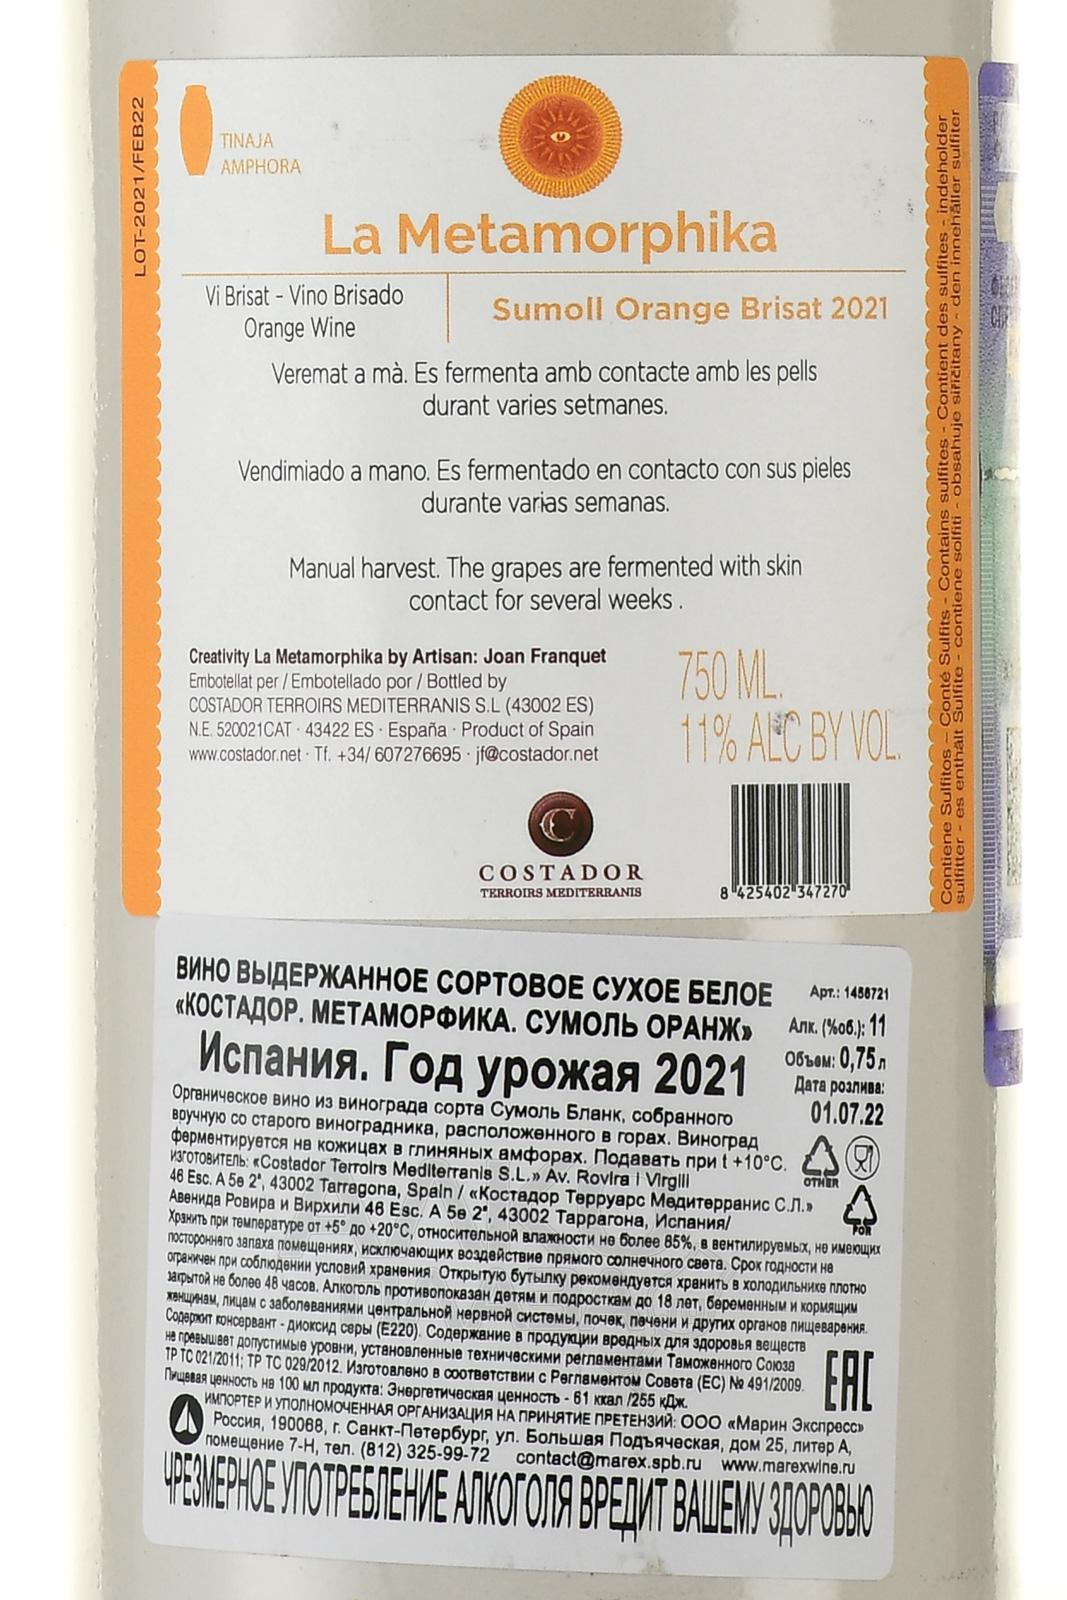 LOT-2021/FEB22
TINAJA
AMPHORA
La Metamorphika
Vi Brisat - Vino Brisado
Orange Wine
Sumoll Orange Brisat 2021
Veremat a mà. Es fermenta amb contacte amb les pells
durant varies setmanes.
Vendimiado a mano. Es fermentado en contacto con sus pieles
durante varias semanas.
Manual harvest. The grapes are fermented with skin
contact for several weeks .
Creativity La Metamorphika by Artisan: Joan Franquet
Embotellat per / Embotellado por / Bottled by
COSTADOR TERROIRS MEDITERRANIS S.L (43002 ES)
N.E. 520021CAT · 43422 ES · España · Product of Spain
www.costador.net · Tf. +34/ 607276695 · jf@costador.net
750 ML.
11% ALC BY VOL.
C
COSTADOR
TERROIRS MEDITERRANIS
8 425402 347270
Contiene Sulfitos – Conté Sulfits - Contains sulfites - Contient des sulfites - indeholder
sulfitter - es enthält Sulfite - contiene solfiti - obsahuje siřičitany - den innehåller sulfiter
ВИНО ВЫДЕРЖАННОЕ СОРТОВОЕ СУХОЕ БЕЛОЕ
«КОСТАДОР. МЕТАМОРФИКА. СУМОЛЬ ОРАНЖ»
Испания. Год урожая 2021
Арт.: 1456721
Алк. (%об.): 11
Объем: 0,75л
Дата розлива:
01.07.22
Органическое вино из винограда сорта Сумоль Бланк, собранного
вручную со старого виноградника, расположенного в горах. Виноград
ферментируется на кожицах в глиняных амфорах. Подавать при t +10°C.
ИЗГОТОВИТЕЛЬ: «Costador Terroirs Mediterranis S.L.» Av. Rovira i Virgili
46 Esc. A 5e 2ª, 43002 Tarragona, Spain / «Костадор Терруарс Медитерранис С.Л.»
Авенида Ровира и Вирхили 46 Esc. A 5e 2ª, 43002 Таррагона, Испания/
Хранить при температуре от +5° до +20°C, относительной влажности не более 85%, в вентилируемых, не имеющих
постороннего запаха помещениях, исключающих воздействие прямого солнечного света. Срок годности не
ограничен при соблюдении условий хранения. Открытую бутылку рекомендуется хранить в холодильнике плотно
закрытой не более 48 часов. Алкоголь противопоказан детям и подросткам до 18 лет, беременным и кормящим
женщинам, лицам с заболеваниями центральной нервной системы, почек, печени и других органов пищеварения.
Содержит консервант - диоксид серы (E220). Содержание в продукции вредных для здоровья веществ
не превышает допустимые уровни, установленные техническими регламентами Таможенного Союза
ТР ТС 021/2011; ТР ТС 029/2012. Изготовлено в соответствии с Регламентом Совета (ЕС) № 491/2009.
Пищевая ценность на 100 мл продукта: Энергетическая ценность - 61 ккал /255 кДж.
OTHER
FOR
EAC
ИМПОРТЕР И УПОЛНОМОЧЕННАЯ ОРГАНИЗАЦИЯ НА ПРИНЯТИЕ ПРЕТЕНЗИЙ: ООО «Марин Экспресс»
Россия, 190068, г. Санкт-Петербург, ул. Большая Подъяческая, дом 25, литер А,
помещение 7-Н, тел. (812) 325-99-72 contact@marex.spb.ru www.marexwine.ru
ЧРЕЗМЕРНОЕ УПОТРЕБЛЕНИЕ АЛКОГОЛЯ ВРЕДИТ ВАШЕМУ ЗДОРОВЬЮ